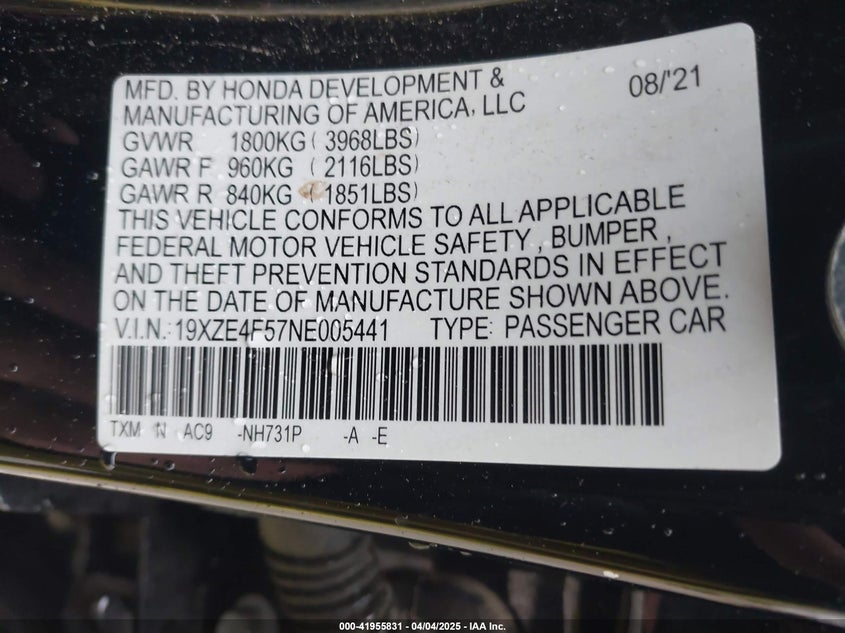 MFD. BY HONDA DEVELOPMENT & 08/'21
MANUFACTURING OF AMERICA, LLC
GVWR 1800KG ( 3968LBS)
GAWR F 960KG ( 2116LBS)
GAWR R 840KG ( 1851LBS)
THIS VEHICLE CONFORMS TO ALL APPLICABLE
FEDERAL MOTOR VEHICLE SAFETY , BUMPER ,
AND THEFT PREVENTION STANDARDS IN EFFECT
ON THE DATE OF MANUFACTURE SHOWN ABOVE.
V.I.N.:19XZE4F57NE005441 TYPE: PASSENGER CAR
TXM N AC9 -NH731P -A -E
000-41955831 - 04/04/2025 - IAA Inc.